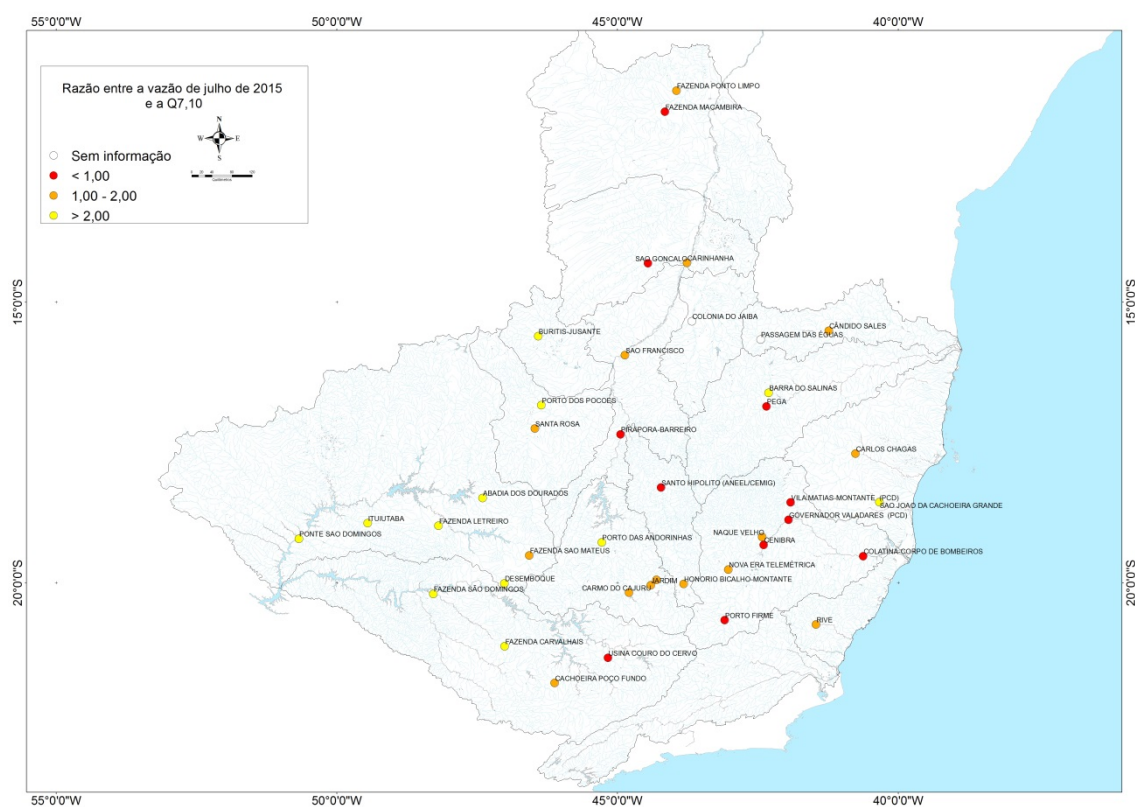 55°0'0"W 50°0'0"W 45°0'0"W 40°0'0"W
Razão entre a vazão de julho de 2015
e a Q7,10
N
W E
S
Sem informação
< 1,00
1,00 - 2,00
> 2,00
FAZENDA PONTO LIMPO
FAZENDA MACAMBIRA
SAO GONCALO
CARINHANHA
15°0'0"S 15°0'0"S
COLONIA DO JAIBA
CÂNDIDO SALES
PASSAGEM DAS ÉGUAS
BURITIS-JUSANTE
SAO FRANCISCO
BARRA DO SALINAS
PEGA
PORTO DOS POCOES
SANTA ROSA
PIRAPORA-BARREIRO
CARLOS CHAGAS
SANTO HIPOLITO (ANEEL/CEMIG)
ABADIA DOS DOURADOS
VILA MATIAS-MONTANTE (PCD)
SAO JOAO DA CACHOEIRA GRANDE
GOVERNADOR VALADARES (PCD)
ITUIUTABA
FAZENDA LETREIRO
PONTE SAO DOMINGOS
NAQUE VELHO
CENIBRA
PORTO DAS ANDORINHAS
FAZENDA SAO MATEUS
COLATINA CORPO DE BOMBEIROS
NOVA ERA TELEMÉTRICA
20°0'0"S 20°0'0"S
DESEMBOQUE
JARDIM
HONORIO BICALHO-MONTANTE
CARMO DO CAJURU
FAZENDA SÃO DOMINGOS
PORTO FIRME
RIVE
FAZENDA CARVALHAIS
USINA COURO DO CERVO
CACHOEIRA POÇO FUNDO
55°0'0"W 50°0'0"W 45°0'0"W 40°0'0"W